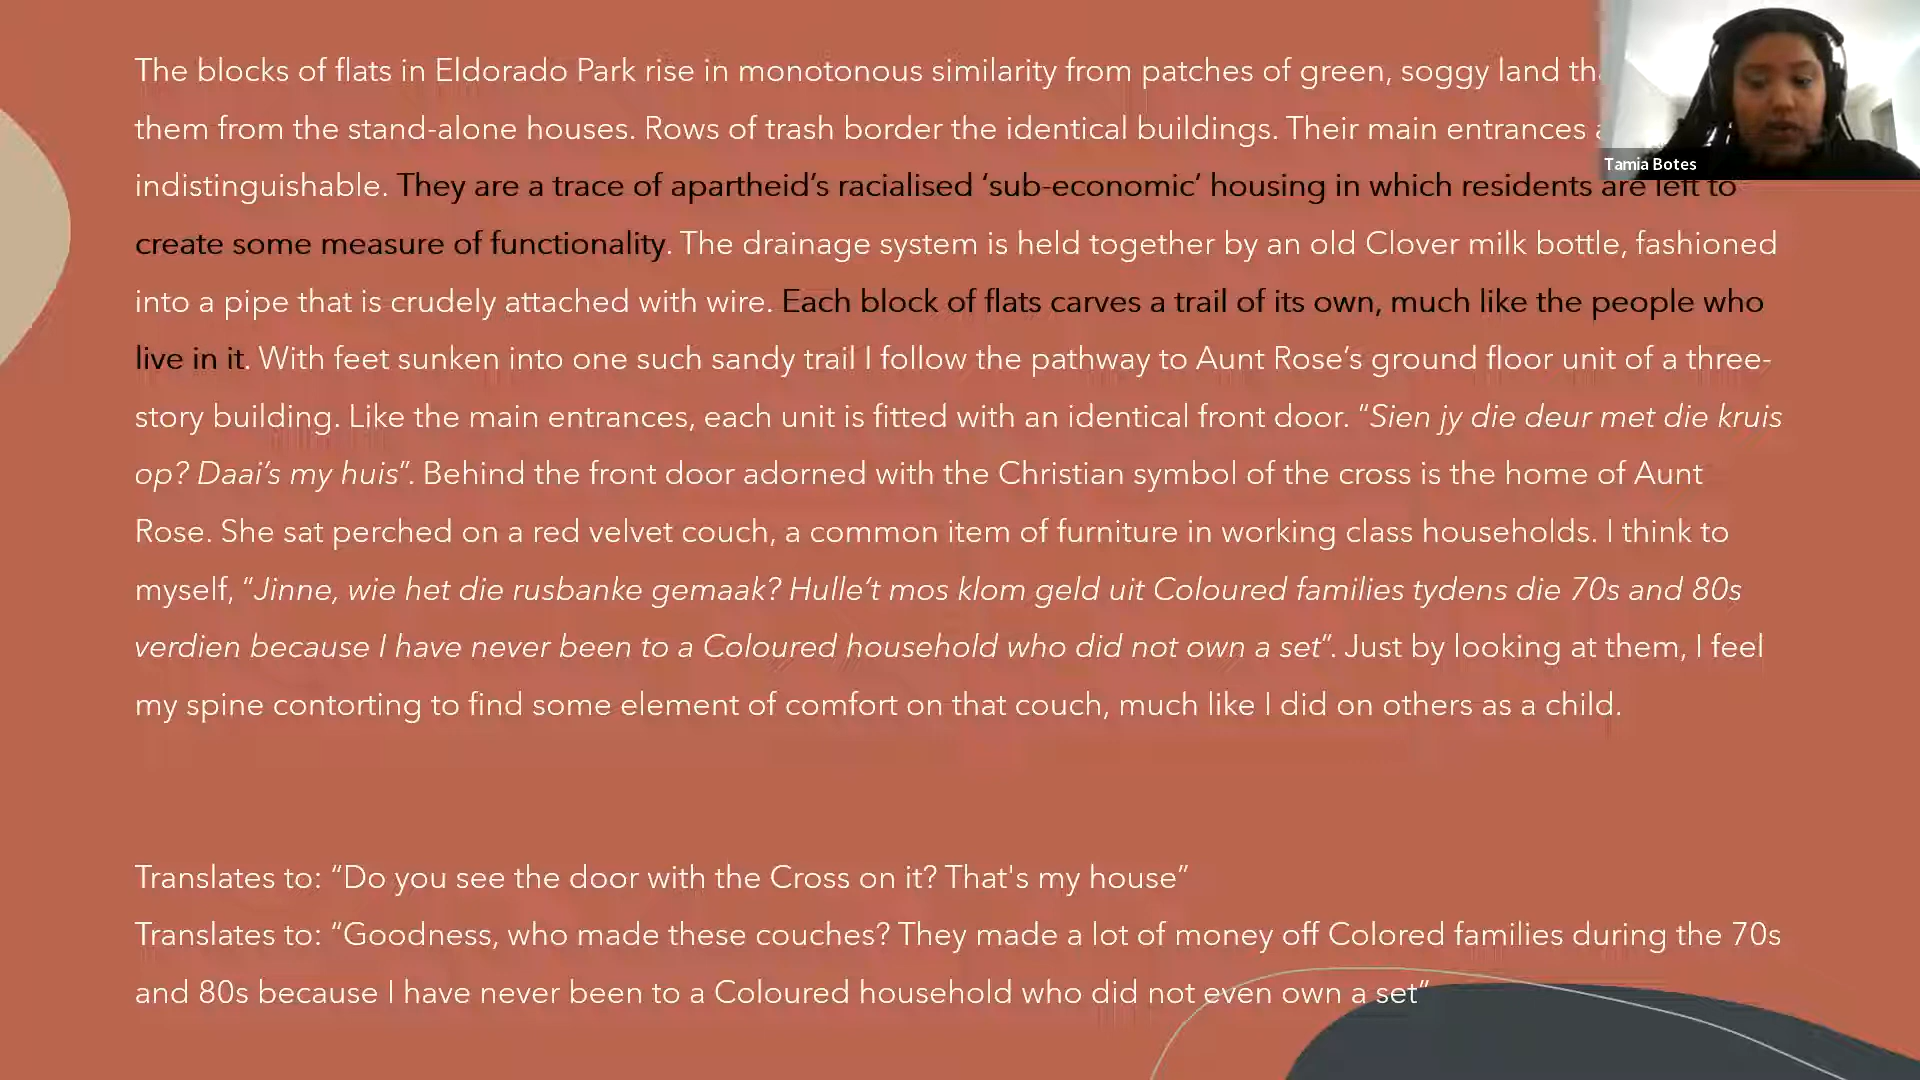 The blocks of flats in Eldorado Park rise in monotonous similarity from patches of green, soggy land
them from the stand-alone houses. Rows of trash border the identical buildings. Their main entrances
indistinguishable. They are a trace of apartheid’s racialised ‘sub-economic’ housing in which residents are left to
create some measure of functionality. The drainage system is held together by an old Clover milk bottle, fashioned
into a pipe that is crudely attached with wire. Each block of flats carves a trail of its own, much like the people who
live in it. With feet sunken into one such sandy trail I follow the pathway to Aunt Rose’s ground floor unit of a three-
story building. Like the main entrances, each unit is fitted with an identical front door. “Sien jy die deur met die kruis
op? Daai’s my huis”. Behind the front door adorned with the Christian symbol of the cross is the home of Aunt
Rose. She sat perched on a red velvet couch, a common item of furniture in working class households. I think to
myself, “Jinne, wie het die rusbanke gemaak? Hulle’t mos klom geld uit Coloured families tydens die 70s and 80s
verdien because I have never been to a Coloured household who did not own a set”. Just by looking at them, I feel
my spine contorting to find some element of comfort on that couch, much like I did on others as a child.
Translates to: “Do you see the door with the Cross on it? That's my house”
Translates to: “Goodness, who made these couches? They made a lot of money off Colored families during the 70s
and 80s because I have never been to a Coloured household who did not even own a set”
Tamia Botes